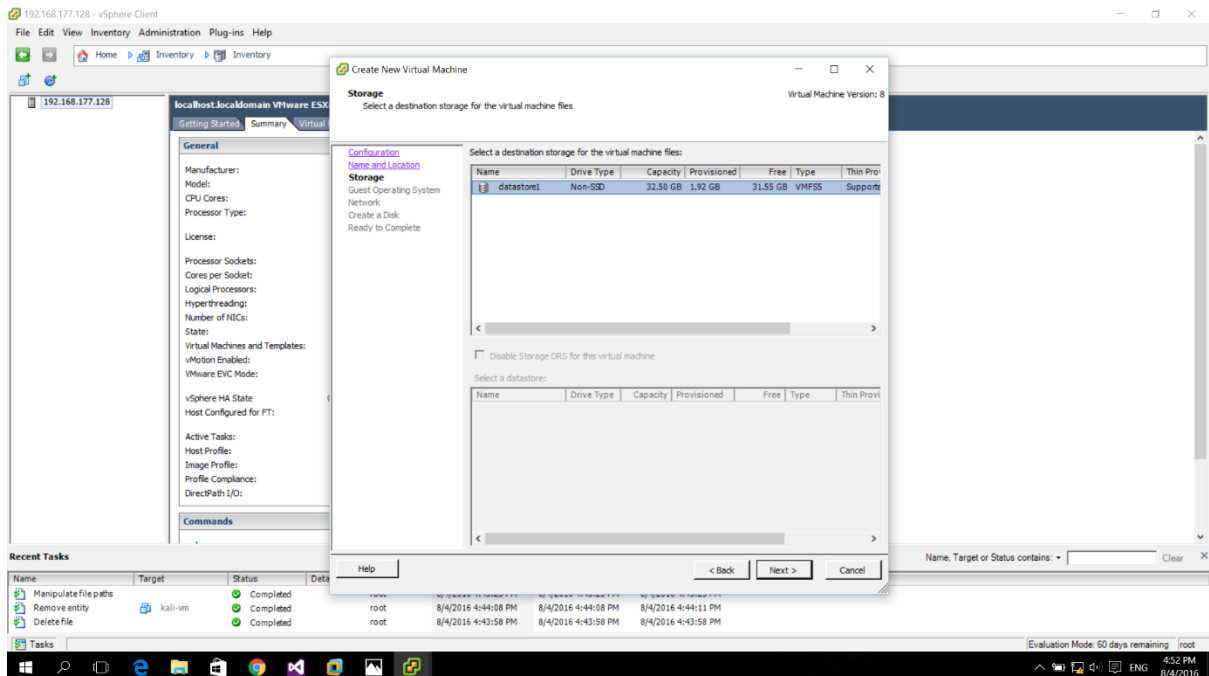 192.168.177.128 - vSphere Client
File Edit View Inventory Administration Plug-ins Help
Home Inventory Inventory
192.168.177.128
localhost.localdomain VMware ESX
Getting Started Summary Virtual
General
Manufacturer:
Model:
CPU Cores:
Processor Type:
License:
Processor Sockets:
Cores per Socket:
Logical Processors:
Hyperthreading:
Number of NICs:
State:
Virtual Machines and Templates:
vMotion Enabled:
VMware EVC Mode:
vSphere HA State
Host Configured for FT:
Active Tasks:
Host Profile:
Image Profile:
Profile Compliance:
DirectPath I/O:
Commands
Create New Virtual Machine
Storage
Select a destination storage for the virtual machine files
Virtual Machine Version: 8
Configuration
Name and Location
Storage
Guest Operating System
Network
Create a Disk
Ready to Complete
Select a destination storage for the virtual machine files:
Name Drive Type Capacity Provisioned Free Type Thin Prov
datastore1 Non-SSD 32.50 GB 1.92 GB 31.55 GB VMFS5 Supporte
Disable Storage DRS for this virtual machine
Select a datastore:
Name Drive Type Capacity Provisioned Free Type Thin Provi
Help < Back Next > Cancel
Recent Tasks
Name, Target or Status contains: Clear
Name Target Status Deta
Manipulate file paths Completed
Remove entity kali-vm Completed root 8/4/2016 4:44:08 PM 8/4/2016 4:44:08 PM 8/4/2016 4:44:11 PM
Delete file Completed root 8/4/2016 4:43:58 PM 8/4/2016 4:43:58 PM 8/4/2016 4:43:58 PM
Tasks
Evaluation Mode: 60 days remaining root
ENG
4:52 PM
8/4/2016